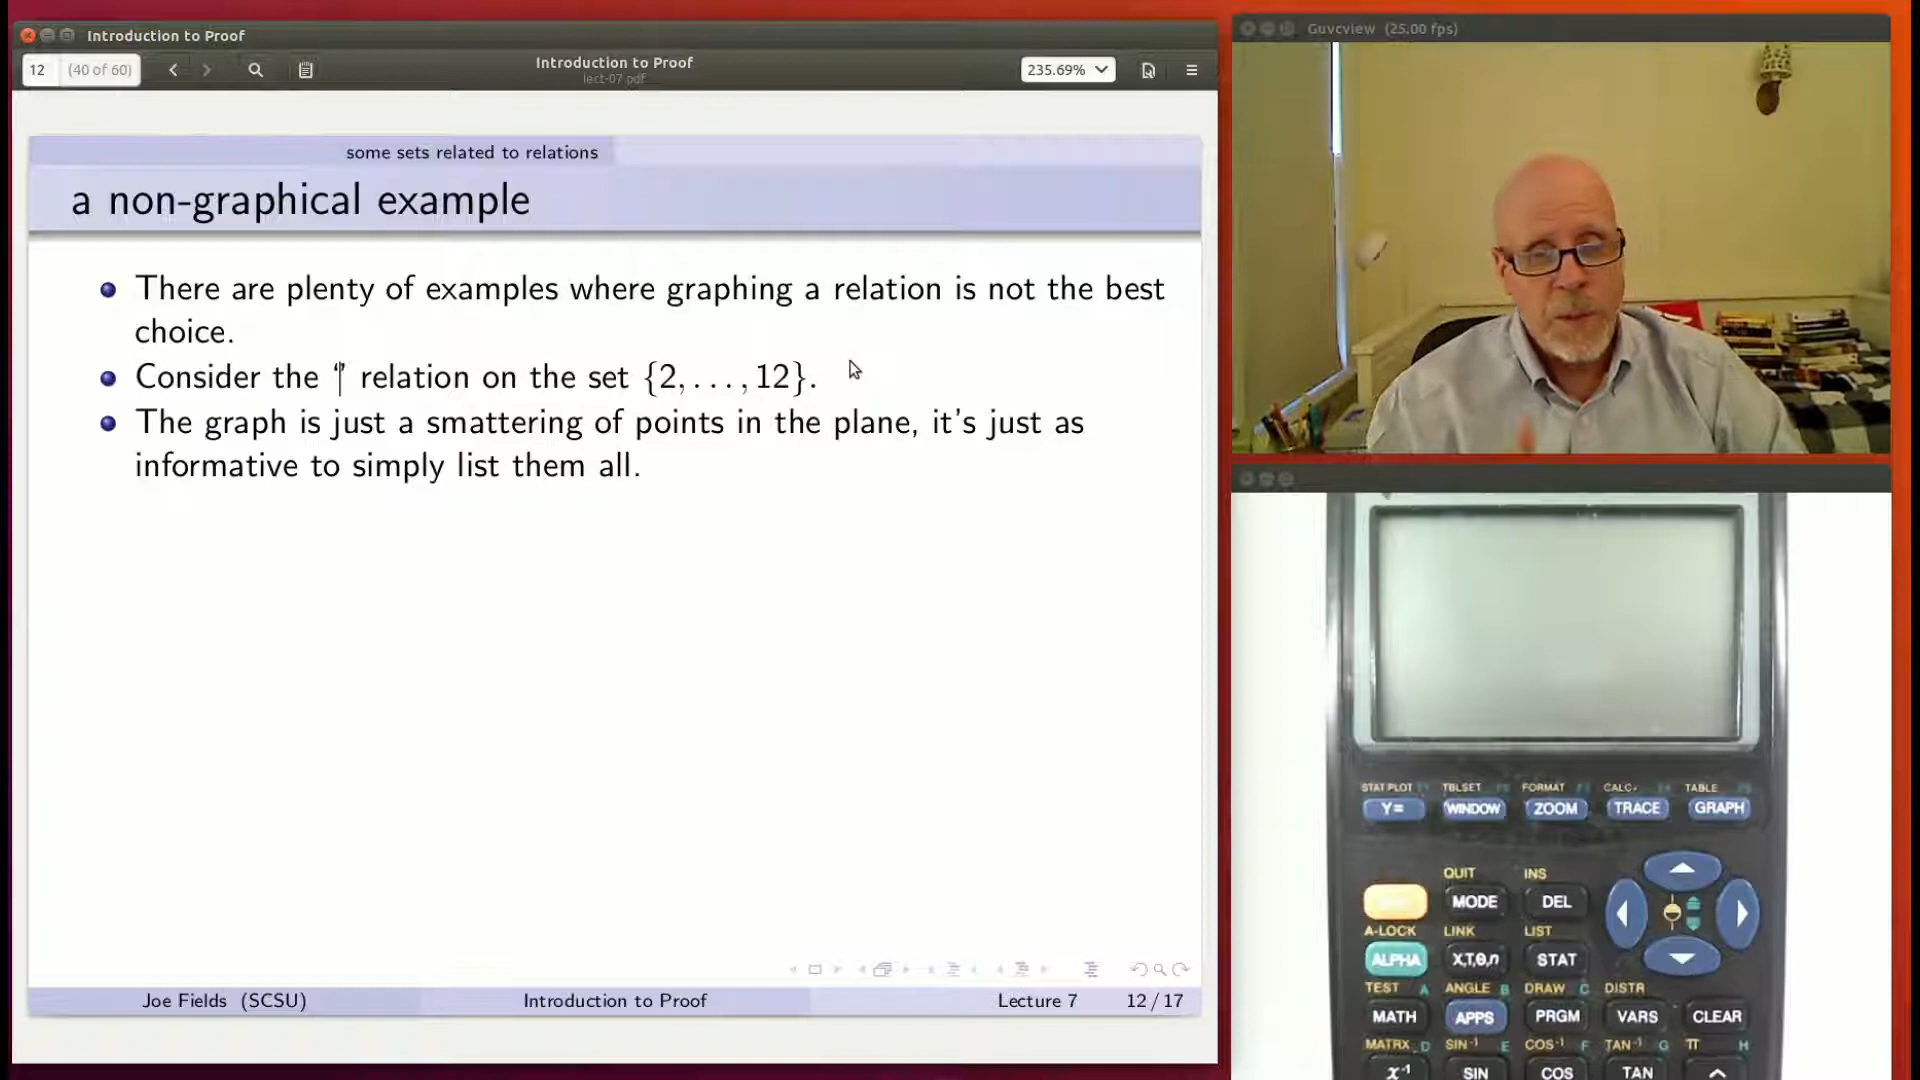 Introduction to Proof
12 (40 of 60)
Introduction to Proof
lect-07.pdf
235.69%
some sets related to relations
a non-graphical example
There are plenty of examples where graphing a relation is not the best
choice.
Consider the ‘|’ relation on the set {2, . . . , 12}.
The graph is just a smattering of points in the plane, it's just as
informative to simply list them all.
Joe Fields (SCSU) Introduction to Proof Lecture 7 12 / 17
Guvcview (25.00 fps)
STAT PLOT TBLSET FORMAT CALC TABLE
Y= WINDOW ZOOM TRACE GRAPH
QUIT INS
MODE DEL
A-LOCK LINK LIST
ALPHA X,T,θ,n STAT
TEST A ANGLE B DRAW C DISTR
MATH APPS PRGM VARS CLEAR
MATRX D SIN⁻¹ E COS⁻¹ F TAN⁻¹ G π H
x⁻¹ SIN COS TAN ^